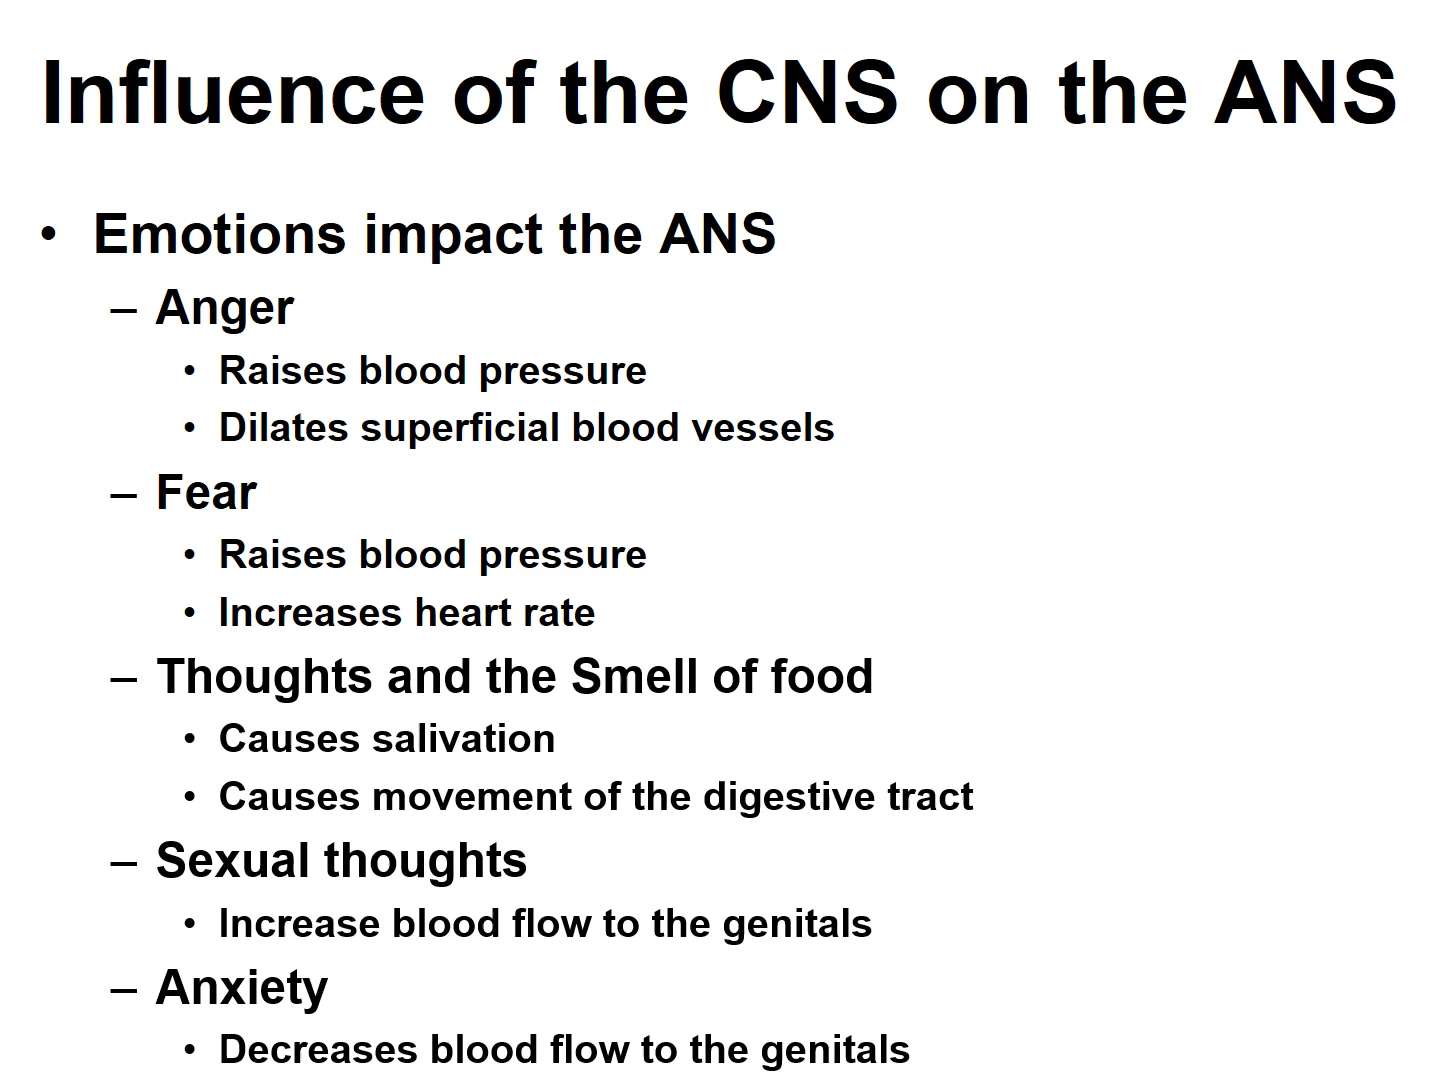 Influence of the CNS on the ANS
• Emotions impact the ANS
– Anger
• Raises blood pressure
• Dilates superficial blood vessels
– Fear
• Raises blood pressure
• Increases heart rate
– Thoughts and the Smell of food
• Causes salivation
• Causes movement of the digestive tract
– Sexual thoughts
• Increase blood flow to the genitals
– Anxiety
• Decreases blood flow to the genitals